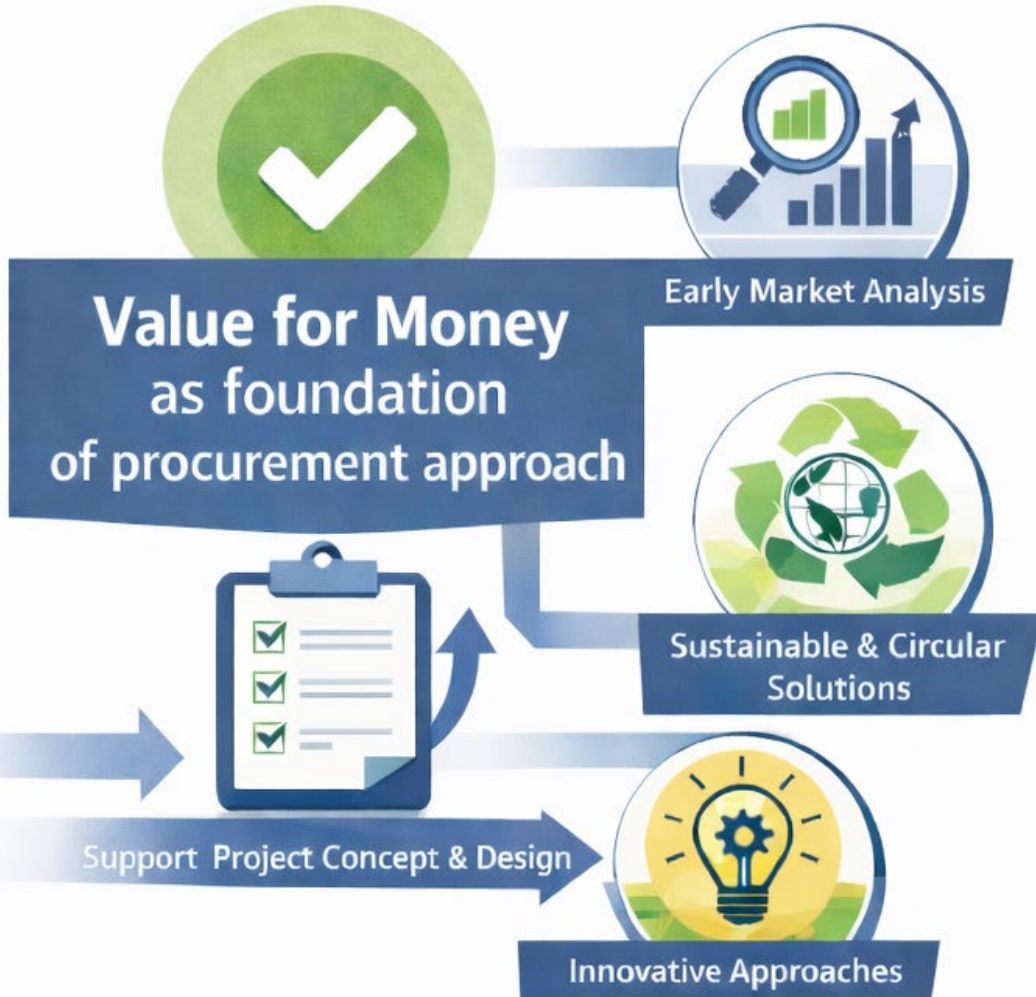 Value for Money
as foundation
of procurement approach
Early Market Analysis
Sustainable & Circular
Solutions
Support Project Concept & Design
Innovative Approaches